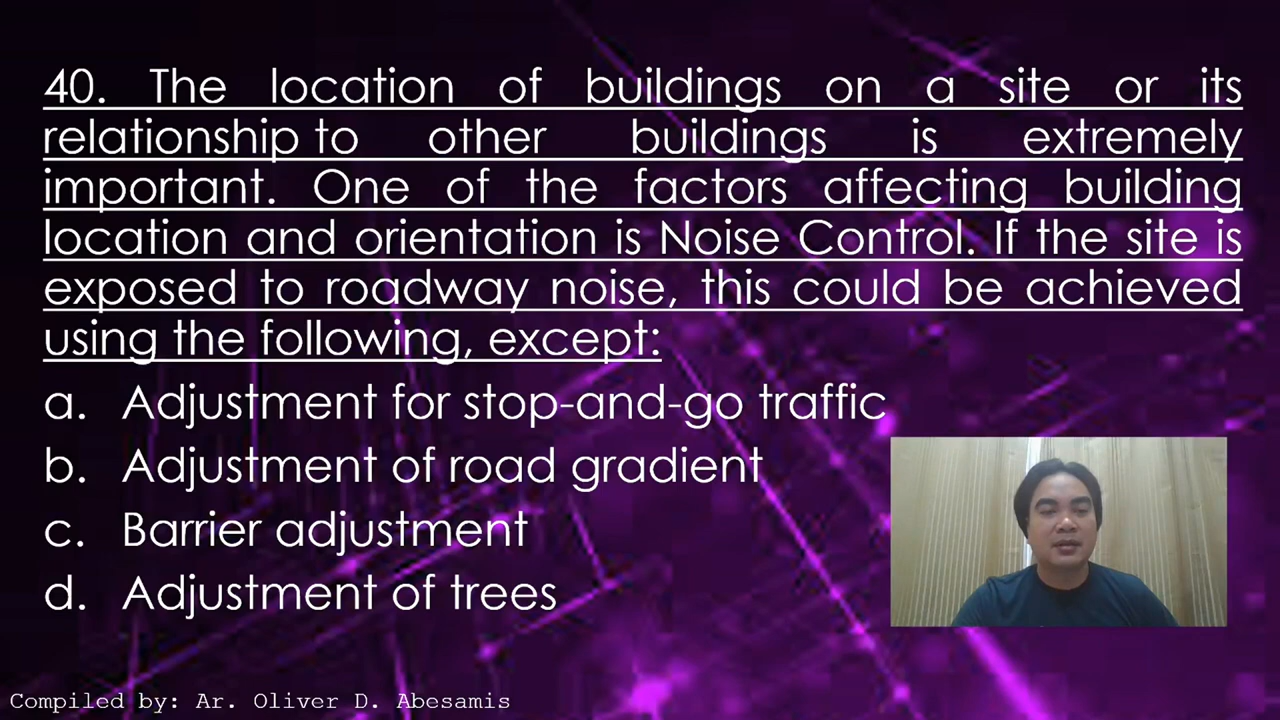 40. The location of buildings on a site or its
relationship to other buildings is extremely
important. One of the factors affecting building
location and orientation is Noise Control. If the site is
exposed to roadway noise, this could be achieved
using the following, except:
a. Adjustment for stop-and-go traffic
b. Adjustment of road gradient
c. Barrier adjustment
d. Adjustment of trees
Compiled by: Ar. Oliver D. Abesamis